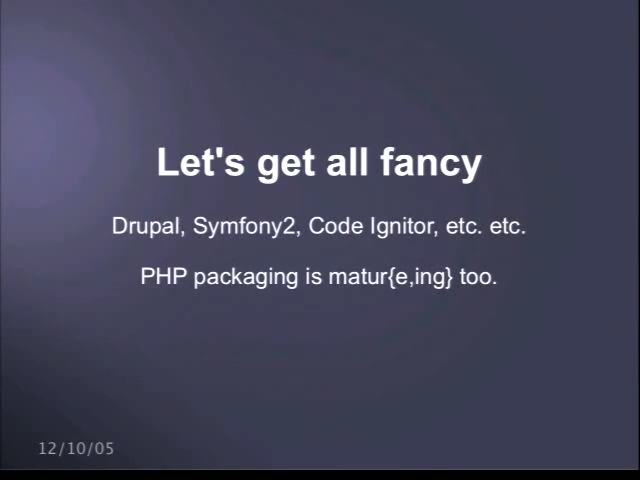 Let's get all fancy
Drupal, Symfony2, Code Ignitor, etc. etc.
PHP packaging is matur{e,ing} too.
12/10/05